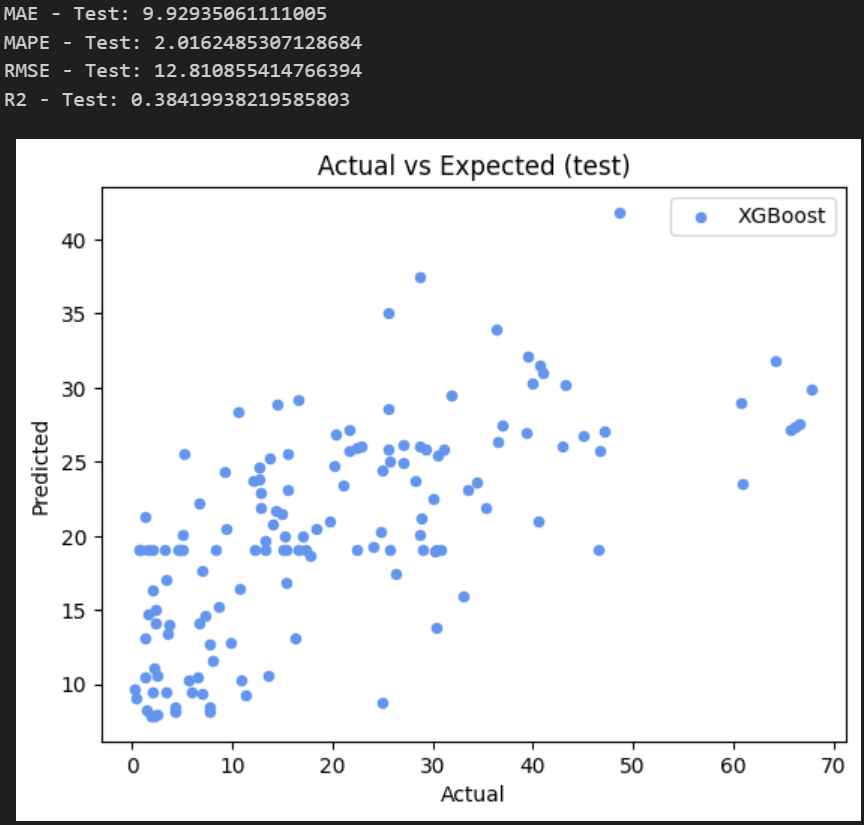 MAE - Test: 9.92935061111005
MAPE - Test: 2.0162485307128684
RMSE - Test: 12.810855414766394
R2 - Test: 0.38419938219585803
Actual vs Expected (test)
XGBoost
40
35
30
25
20
15
10
Predicted
0 10 20 30 40 50 60 70
Actual